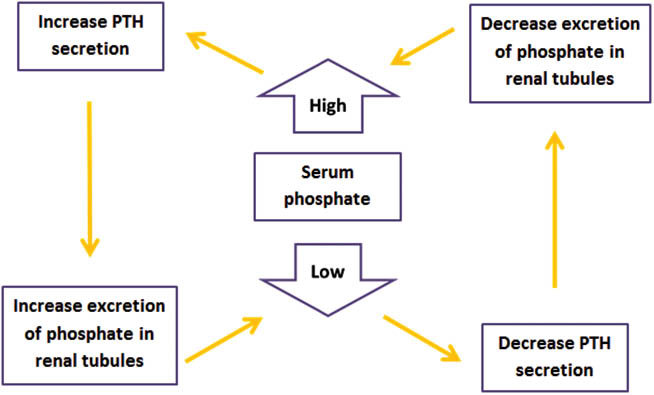 Increase PTH
secretion
High
Decrease excretion
of phosphate in
renal tubules
Serum
phosphate
Low
Increase excretion
of phosphate in
renal tubules
Decrease PTH
secretion